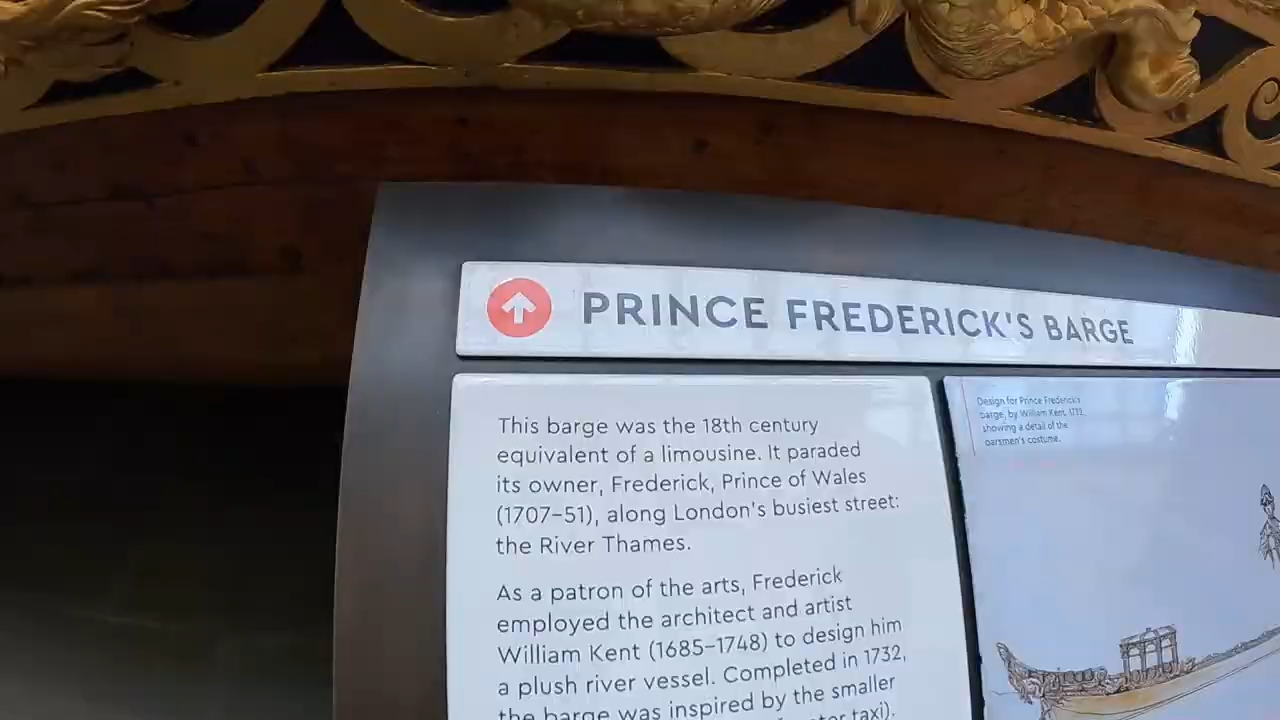 PRINCE FREDERICK'S BARGE
This barge was the 18th century
equivalent of a limousine. It paraded
its owner, Frederick, Prince of Wales
(1707–51), along London's busiest street:
the River Thames.
As a patron of the arts, Frederick
employed the architect and artist
William Kent (1685–1748) to design him
a plush river vessel. Completed in 1732,
the barge was inspired by the smaller
taxi).
Design for Prince Frederick's
barge, by William Kent, 1732,
showing a detail of the
oarsmen's costume.